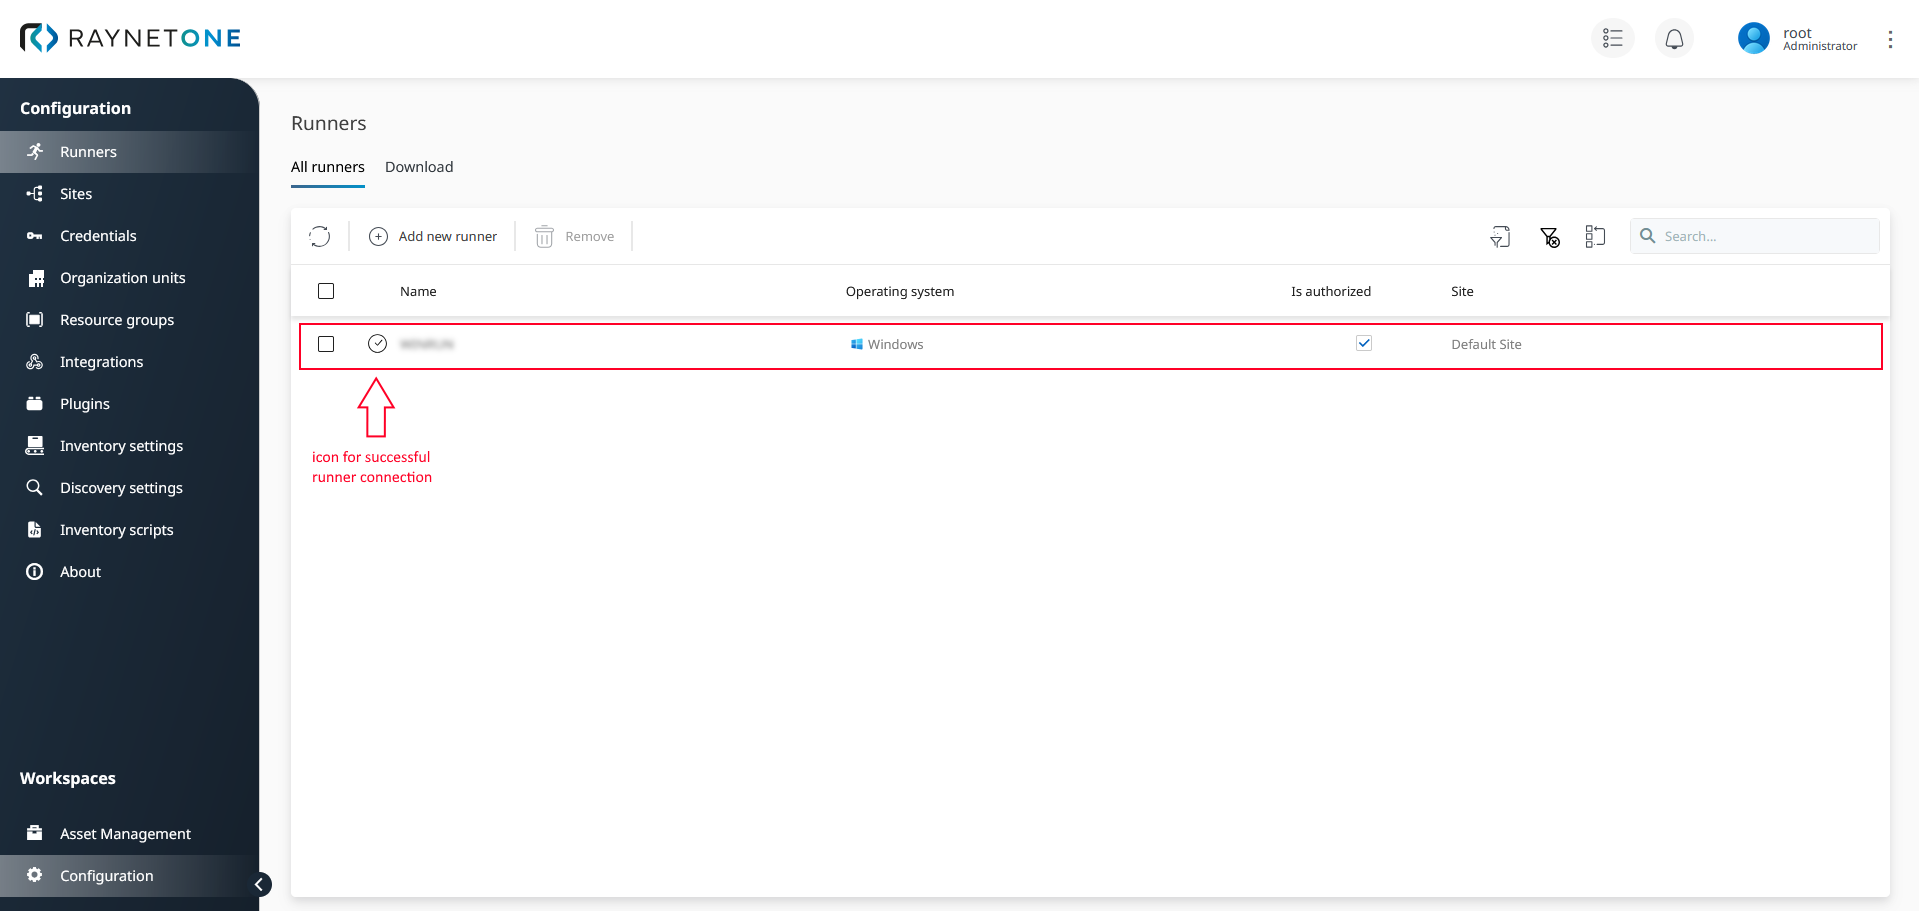 RAYNETONE
root
Administrator
Configuration
Runners
Sites
Credentials
Organization units
Resource groups
Integrations
Plugins
Inventory settings
Discovery settings
Inventory scripts
About
Workspaces
Asset Management
Configuration
Runners
All runners Download
Add new runner Remove Search...
Name Operating system Is authorized Site
Windows Default Site
icon for successful
runner connection